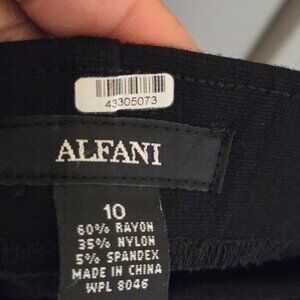 43305073
ALFANI
10
60% RAYON
35% NYLON
5% SPANDEX
MADE IN CHINA
WPL 8046